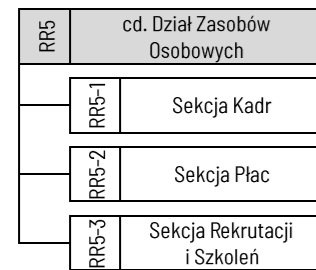 RR5
cd. Dział Zasobów
Osobowych
RR5-1
Sekcja Kadr
RR5-2
Sekcja Płac
RR5-3
Sekcja Rekrutacji
i Szkoleń